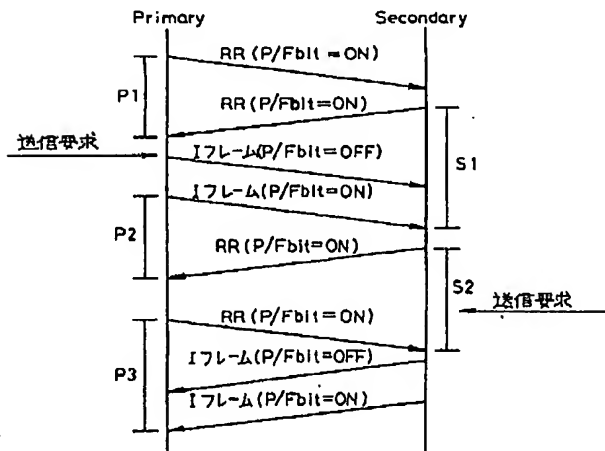 Primary
Secondary
RR (P/Fbit=ON)
P1
RR (P/Fbit=ON)
送信要求
Iフレーム(P/Fbit=OFF)
S1
Iフレーム(P/Fbit=ON)
P2
RR (P/Fbit=ON)
S2
送信要求
RR (P/Fbit=ON)
Iフレーム(P/Fbit=OFF)
P3
Iフレーム(P/Fbit=ON)